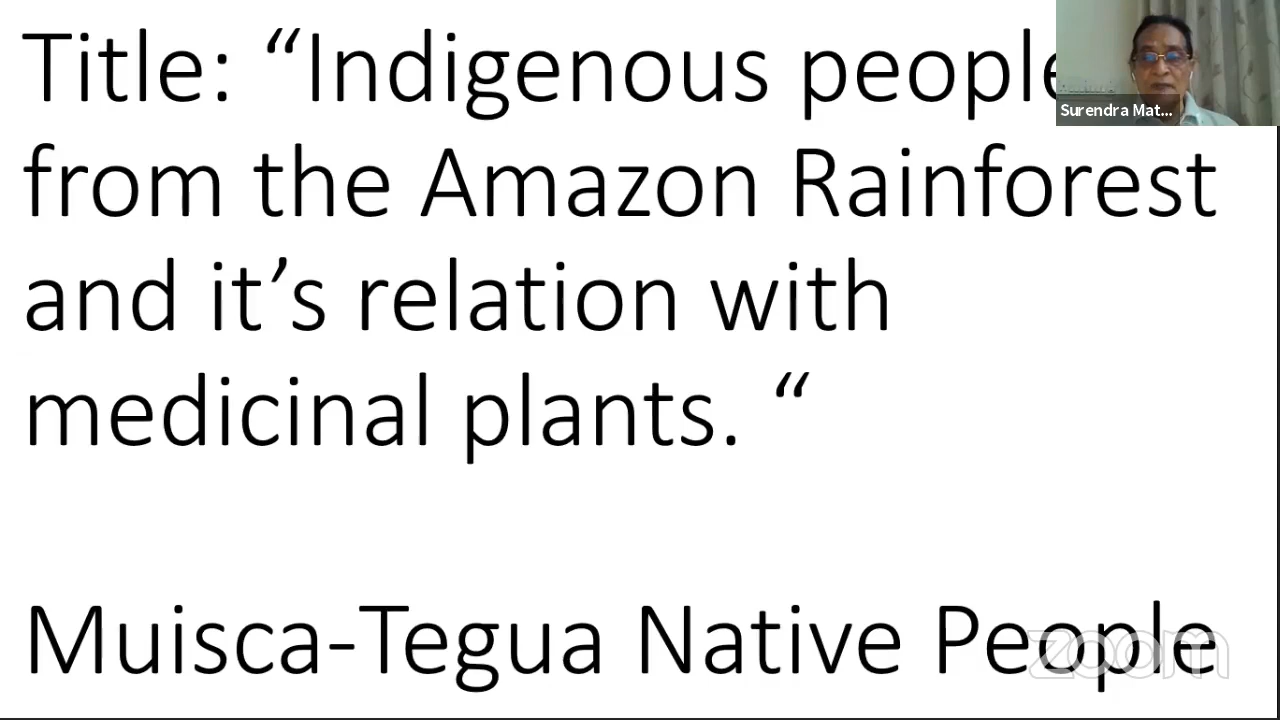 Title: “Indigenous people
from the Amazon Rainforest
and it’s relation with
medicinal plants. “
Muisca-Tegua Native People
Surendra Mat...
zoom